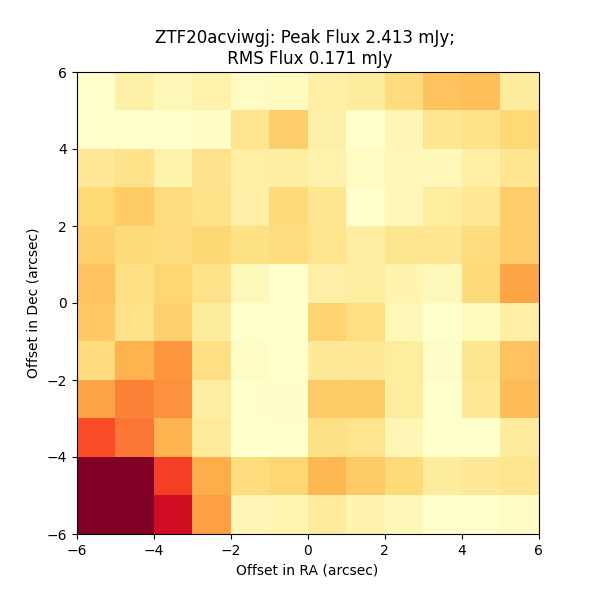 ZTF20acviwgj: Peak Flux 2.413 mJy;
RMS Flux 0.171 mJy
6
4
2
0
−2
−4
−6
Offset in Dec (arcsec)
−6 −4 −2 0 2 4 6
Offset in RA (arcsec)